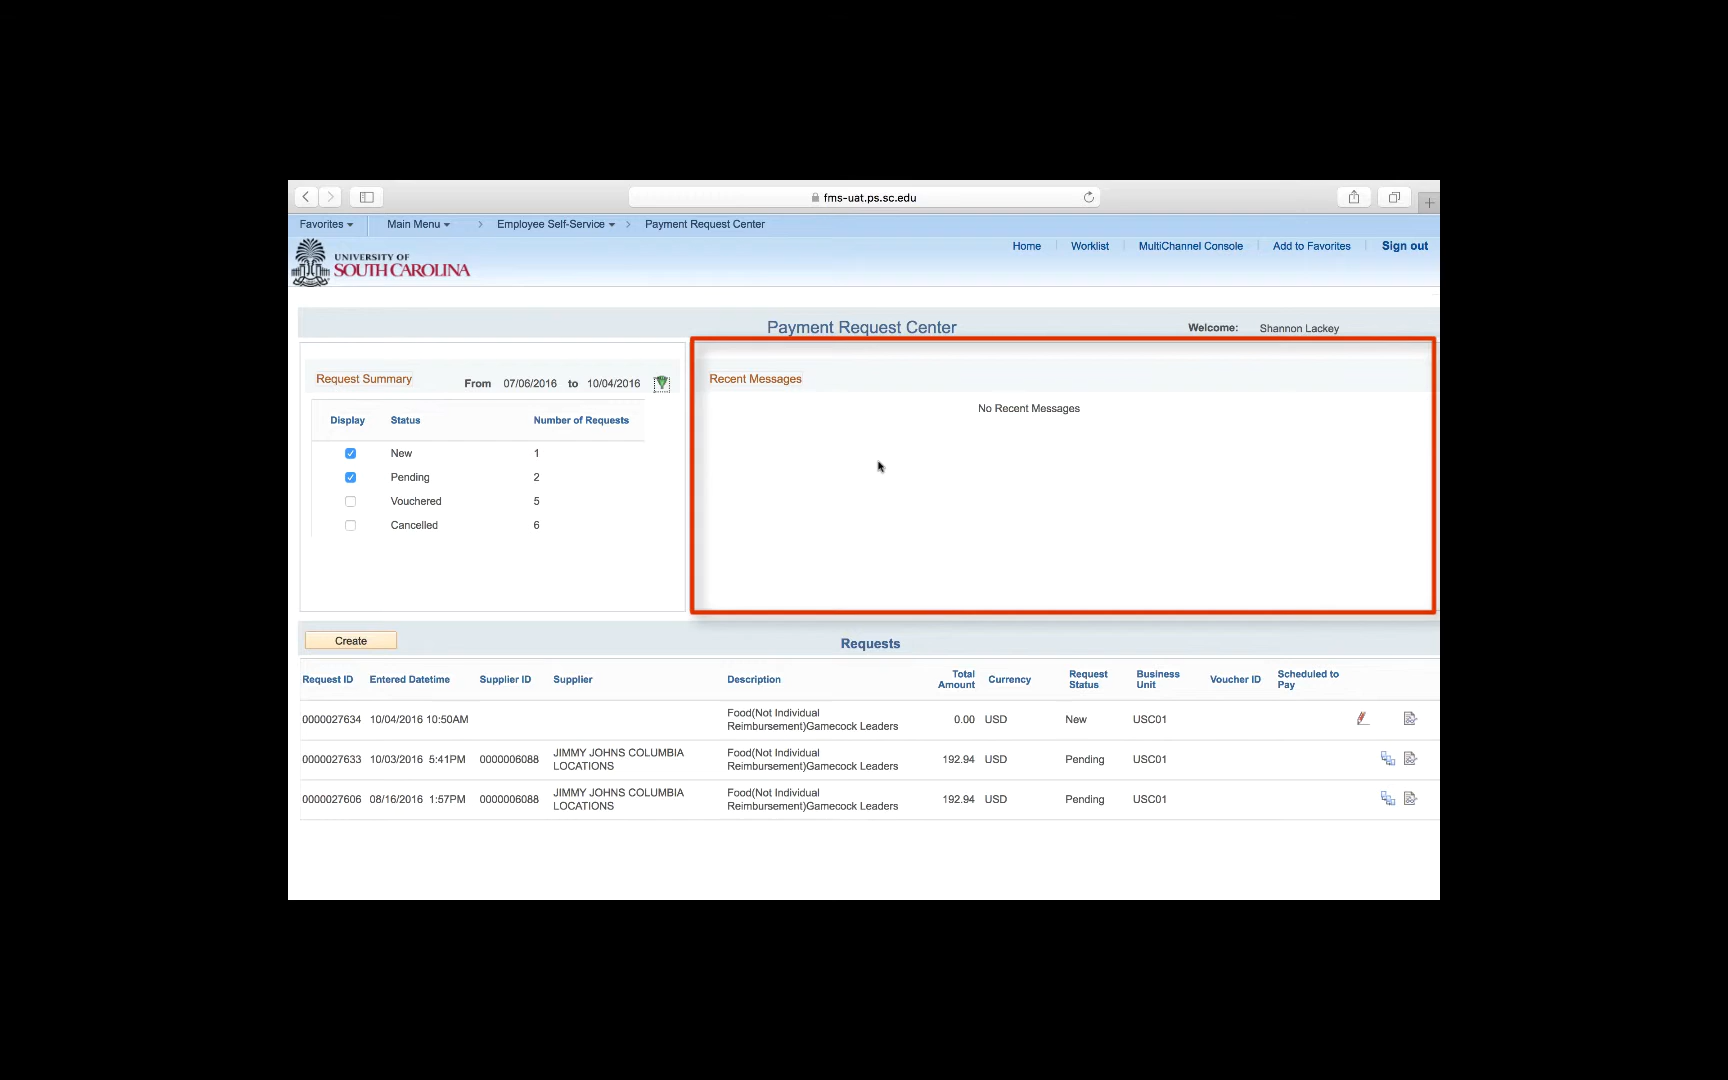 fms-uat.ps.sc.edu
Favorites Main Menu Employee Self-Service Payment Request Center
Home Worklist MultiChannel Console Add to Favorites Sign out
UNIVERSITY OF
SOUTH CAROLINA
Payment Request Center Welcome: Shannon Lackey
Request Summary From 07/06/2016 to 10/04/2016
Display Status Number of Requests
New 1
Pending 2
Vouchered 5
Cancelled 6
Recent Messages
No Recent Messages
Create Requests
Request ID Entered Datetime Supplier ID Supplier Description Total Amount Currency Request Status Business Unit Voucher ID Scheduled to Pay
0000027634 10/04/2016 10:50AM Food(Not Individual Reimbursement)Gamecock Leaders 0.00 USD New USC01
0000027633 10/03/2016 5:41PM 0000006088 JIMMY JOHNS COLUMBIA LOCATIONS Food(Not Individual Reimbursement)Gamecock Leaders 192.94 USD Pending USC01
0000027606 08/16/2016 1:57PM 0000006088 JIMMY JOHNS COLUMBIA LOCATIONS Food(Not Individual Reimbursement)Gamecock Leaders 192.94 USD Pending USC01